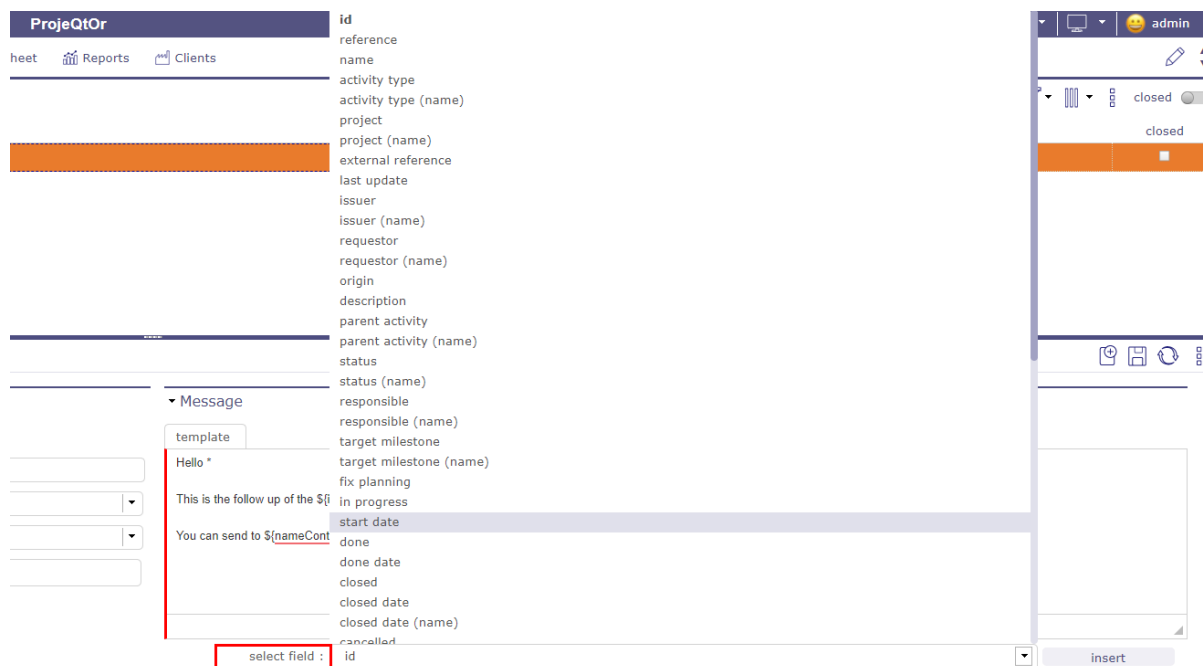 ProjeQtOr
admin
heet
Reports
Clients
closed
closed
id
reference
name
activity type
activity type (name)
project
project (name)
external reference
last update
issuer
issuer (name)
requestor
requestor (name)
origin
description
parent activity
parent activity (name)
status
status (name)
responsible
responsible (name)
target milestone
target milestone (name)
fix planning
in progress
start date
done
done date
closed
closed date
closed date (name)
cancelled
Message
template
Hello *
This is the follow up of the ${i
You can send to ${nameCont
select field :
id
insert